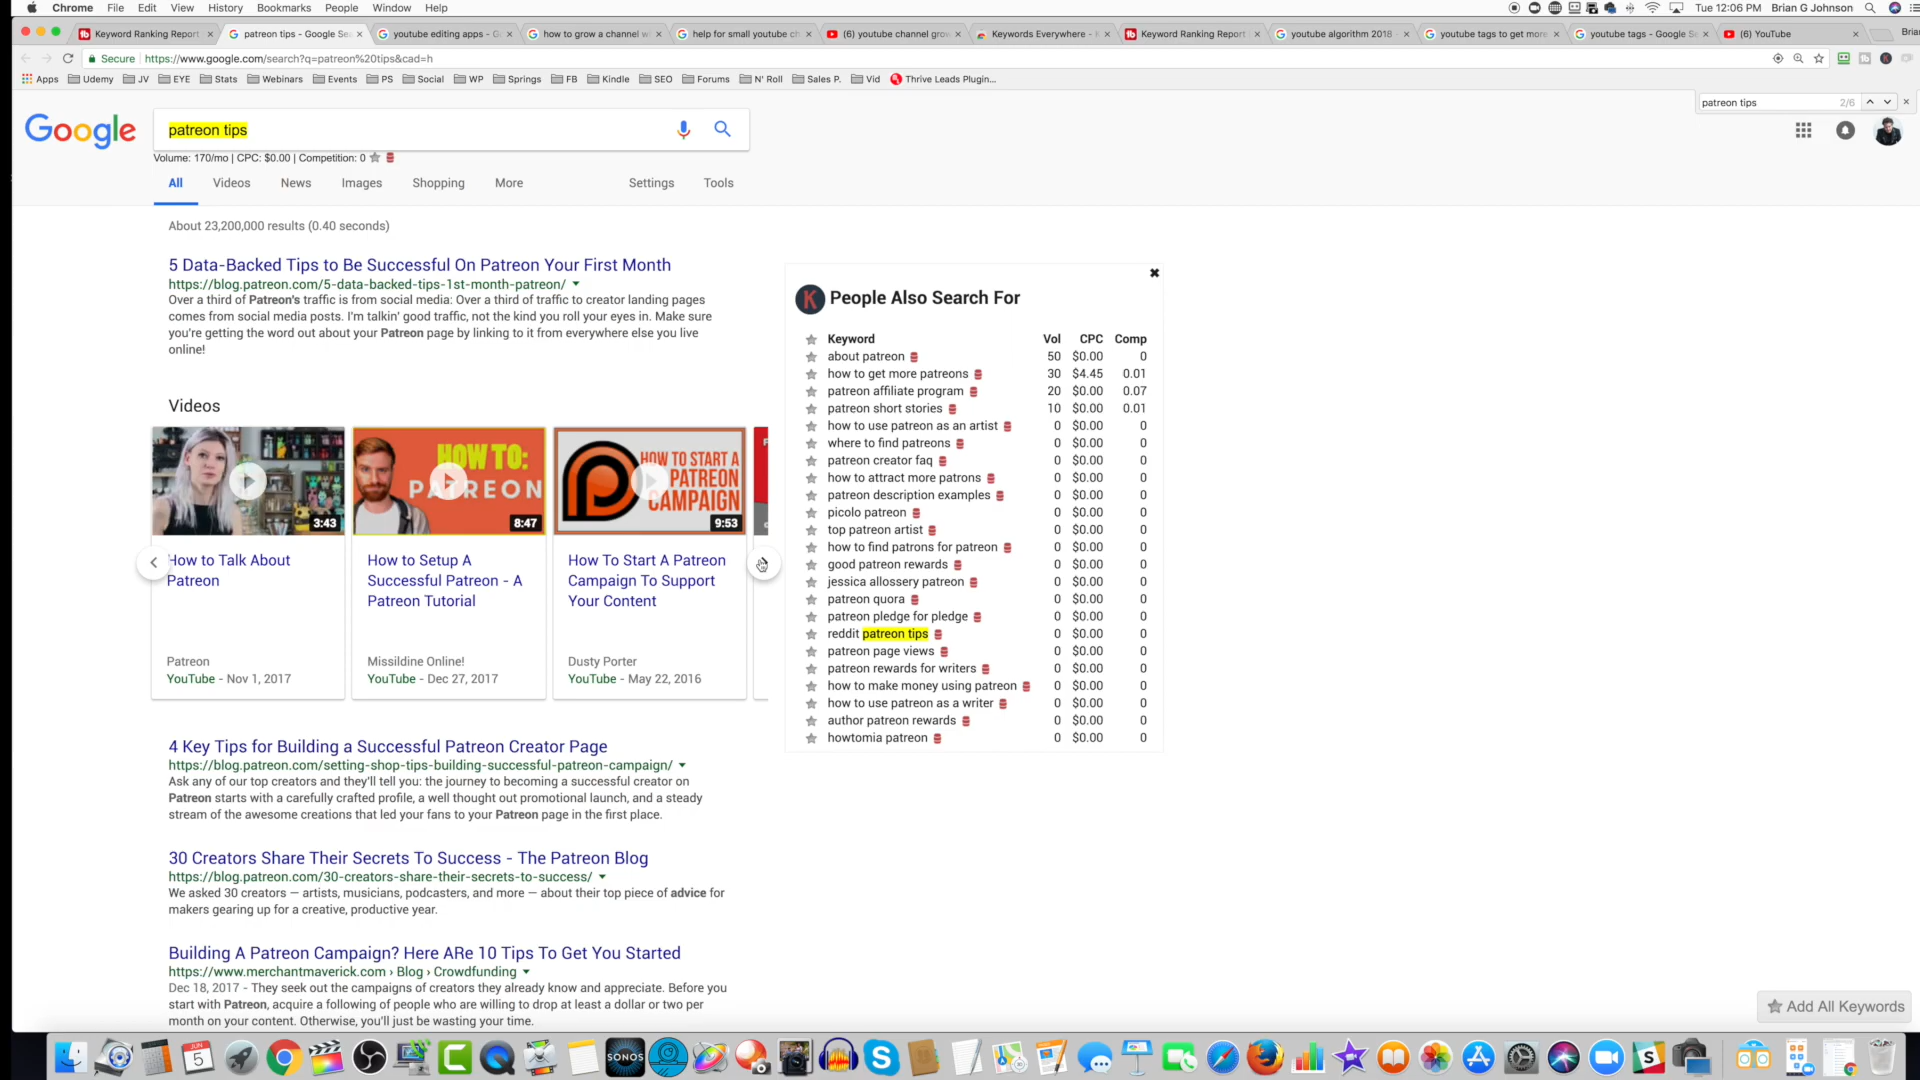 Chrome File Edit View History Bookmarks People Window Help
Tue 12:06 PM Brian G Johnson
Keyword Ranking Report
patreon tips - Google Sea
youtube editing apps - G
how to grow a channel w
help for small youtube c
(6) youtube channel grow
Keywords Everywhere -
Keyword Ranking Report
youtube algorithm 2018 -
youtube tags to get more
youtube tags - Google Se
(6) YouTube
Secure https://www.google.com/search?q=patreon%20tips&cad=h
Apps Udemy JV EYE Stats Webinars Events PS Social WP Springs FB Kindle SEO Forums N' Roll Sales P. Vid Thrive Leads Plugin...
patreon tips 2/6
Google
patreon tips
Volume: 170/mo | CPC: $0.00 | Competition: 0
All Videos News Images Shopping More Settings Tools
About 23,200,000 results (0.40 seconds)
5 Data-Backed Tips to Be Successful On Patreon Your First Month
https://blog.patreon.com/5-data-backed-tips-1st-month-patreon/
Over a third of Patreon's traffic is from social media: Over a third of traffic to creator landing pages
comes from social media posts. I'm talkin' good traffic, not the kind you roll your eyes in. Make sure
you're getting the word out about your Patreon page by linking to it from everywhere else you live
online!
Videos
3:43
HOW TO:
PATREON
8:47
HOW TO START A
PATREON
CAMPAIGN
9:53
How to Talk About
Patreon
Patreon
YouTube - Nov 1, 2017
How to Setup A
Successful Patreon - A
Patreon Tutorial
Missildine Online!
YouTube - Dec 27, 2017
How To Start A Patreon
Campaign To Support
Your Content
Dusty Porter
YouTube - May 22, 2016
4 Key Tips for Building a Successful Patreon Creator Page
https://blog.patreon.com/setting-shop-tips-building-successful-patreon-campaign/
Ask any of our top creators and they'll tell you: the journey to becoming a successful creator on
Patreon starts with a carefully crafted profile, a well thought out promotional launch, and a steady
stream of the awesome creations that led your fans to your Patreon page in the first place.
30 Creators Share Their Secrets To Success - The Patreon Blog
https://blog.patreon.com/30-creators-share-their-secrets-to-success/
We asked 30 creators — artists, musicians, podcasters, and more — about their top piece of advice for
makers gearing up for a creative, productive year.
Building A Patreon Campaign? Here ARe 10 Tips To Get You Started
https://www.merchantmaverick.com › Blog › Crowdfunding
Dec 18, 2017 - They seek out the campaigns of creators they already know and appreciate. Before you
start with Patreon, acquire a following of people who are willing to drop at least a dollar or two per
month on your content. Otherwise, you'll just be wasting your time.
K People Also Search For
Keyword Vol CPC Comp
about patreon 50 $0.00 0
how to get more patreons 30 $4.45 0.01
patreon affiliate program 20 $0.00 0.07
patreon short stories 10 $0.00 0.01
how to use patreon as an artist 0 $0.00 0
where to find patreons 0 $0.00 0
patreon creator faq 0 $0.00 0
how to attract more patrons 0 $0.00 0
patreon description examples 0 $0.00 0
picolo patreon 0 $0.00 0
top patreon artist 0 $0.00 0
how to find patrons for patreon 0 $0.00 0
good patreon rewards 0 $0.00 0
jessica allossery patreon 0 $0.00 0
patreon quora 0 $0.00 0
patreon pledge for pledge 0 $0.00 0
reddit patreon tips 0 $0.00 0
patreon page views 0 $0.00 0
patreon rewards for writers 0 $0.00 0
how to make money using patreon 0 $0.00 0
how to use patreon as a writer 0 $0.00 0
author patreon rewards 0 $0.00 0
howtomia patreon 0 $0.00 0
Add All Keywords
JUN
5
SONOS